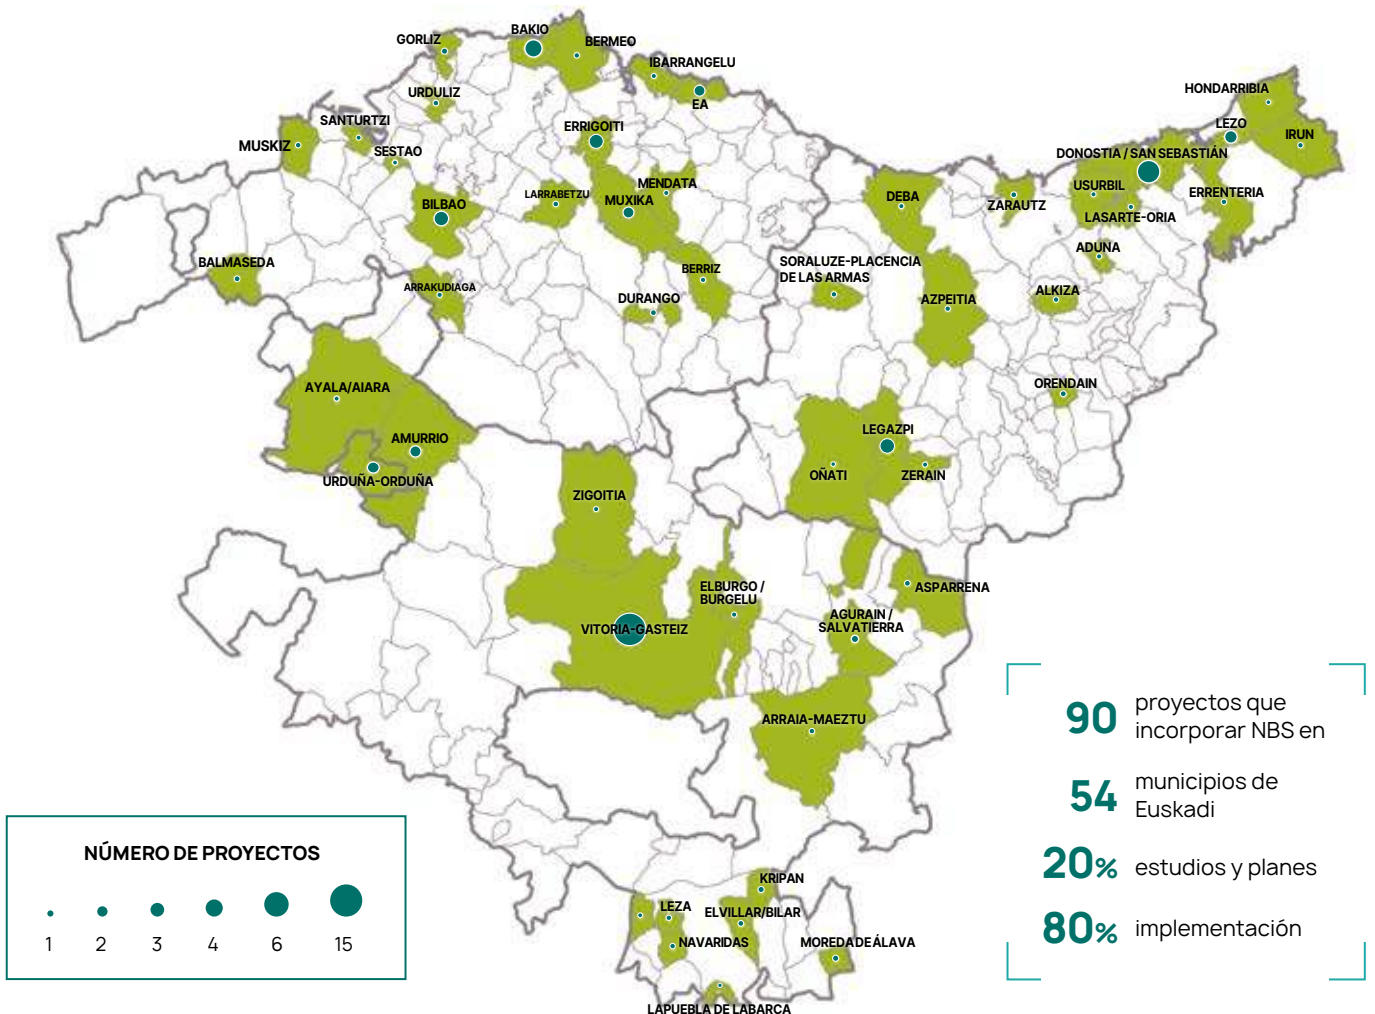 BAKIO
GORLIZ
BERMEO
IBARRANGELU
EA
URDULIZ
SANTURTZI
MUSKIZ
SESTAO
ERRIGOITI
LARRABETZU
MENDATA
MUXIKA
BILBAO
BALMASEDA
ARRAKUDIAGA
BERRIZ
DURANGO
HONDARRIBIA
LEZO
IRUN
DONOSTIA / SAN SEBASTIÁN
USURBIL
ERRENTERIA
LASARTE-ORIA
DEBA
ZARAUTZ
ADUNA
SORALUZE-PLACENCIA
DE LAS ARMAS
ALKIZA
AZPEITIA
ORENDAIN
LEGAZPI
OÑATI
ZERAIN
AYALA/AIARA
AMURRIO
URDUÑA-ORDUÑA
ZIGOITIA
ELBURGO /
BURGELU
ASPARRENA
AGURAIN /
SALVATIERRA
VITORIA-GASTEIZ
ARRAIA-MAEZTU
KRIPAN
LEZA
ELVILLAR/BILAR
NAVARIDAS
MOREDA DE ÁLAVA
LAPUEBLA DE LABARCA
NÚMERO DE PROYECTOS
1 2 3 4 6 15
90 proyectos que
incorporar NBS en
54 municipios de
Euskadi
20% estudios y planes
80% implementación